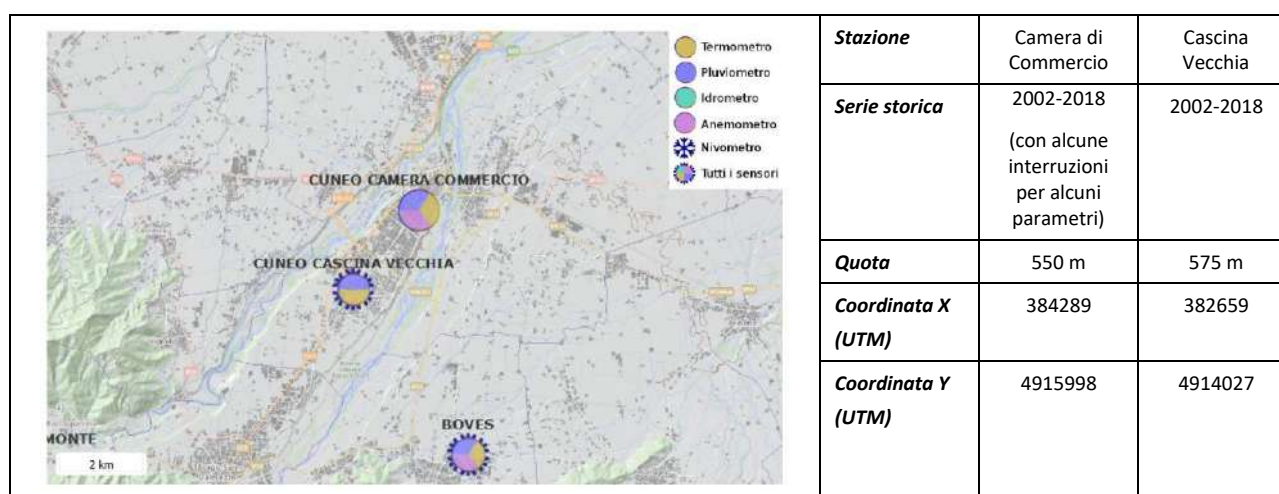 Termometro
Pluviometro
Idrometro
Anemometro
Nivometro
Tutti i sensori
CUNEO CAMERA COMMERCIO
CUNEO CASCINA VECCHIA
BOVES
MONTE
2 km
Stazione
Camera di
Commercio
Cascina
Vecchia
Serie storica
2002-2018
(con alcune
interruzioni
per alcuni
parametri)
2002-2018
Quota
550 m
575 m
Coordinata X
(UTM)
384289
382659
Coordinata Y
(UTM)
4915998
4914027